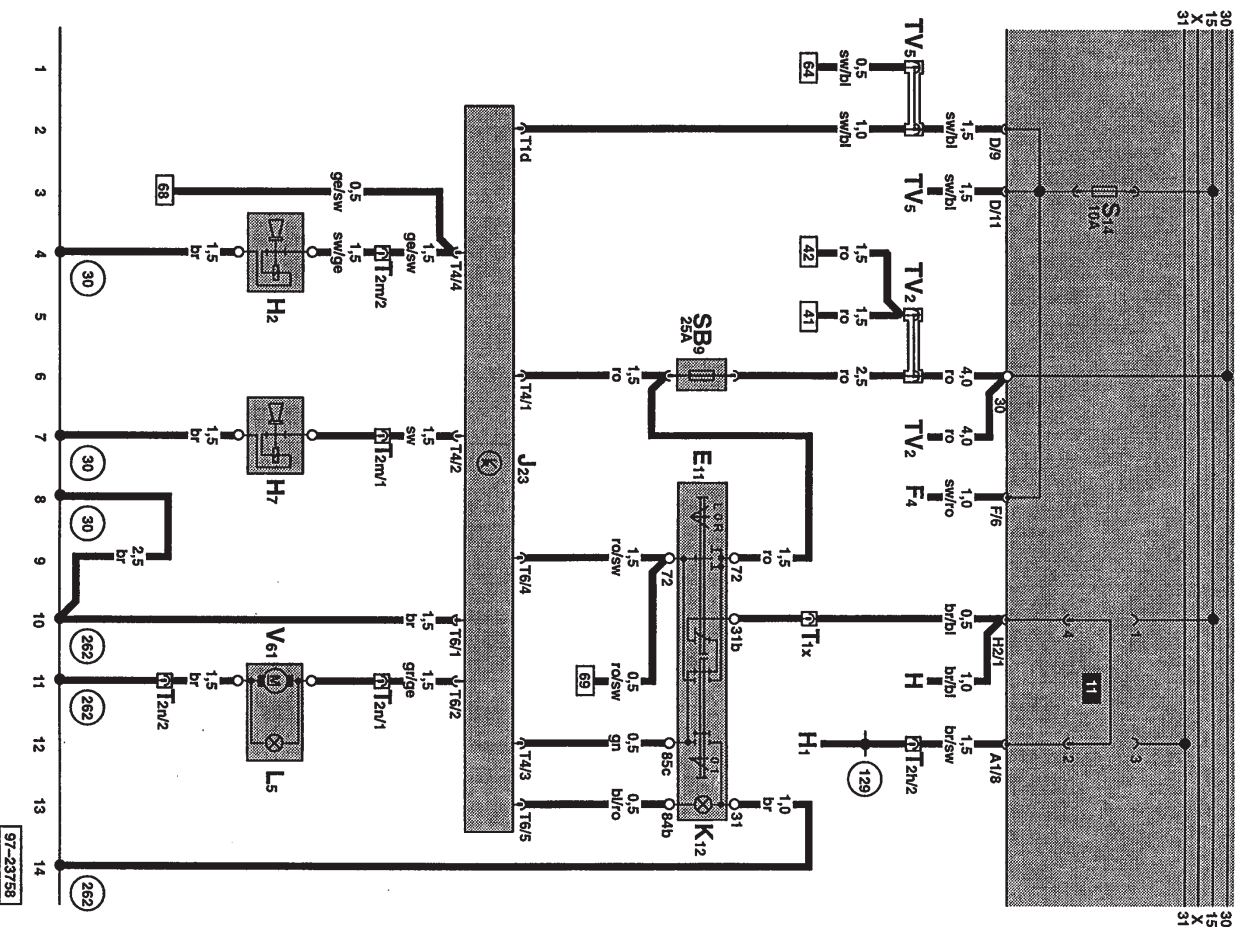 30
15
X
31
30
15
X
31
S14
10A
11
4
1
2
3
D/9
D/11
30
F/6
H2/1
A1/8
1,5
sw/bl
1,5
sw/bl
4,0
ro
4,0
ro
1,0
sw/ro
0,5
br/bl
1,0
br/bl
1,5
br/sw
TV5
TV5
TV2
TV2
F4
H
T2h/2
0,5
sw/bl
1,0
sw/bl
1,5
ro
1,5
ro
2,5
ro
64
42
41
T1x
H1
129
SB9
25A
E11
1,5
ro
72
31b
31
1,0
br
L O R
0 1
K12
1,5
ro
72
85c
84b
1,5
ro/sw
0,5
ro/sw
69
0,5
gn
0,5
bl/ro
T1d
T4/1
J23
T6/4
T4/3
T6/5
k
T4/4
T4/2
T6/1
T6/2
0,5
ge/sw
1,5
ge/sw
1,5
sw
1,5
br
1,5
gr/ge
T2m/2
T2m/1
T2n/1
1,5
sw/ge
68
H2
H7
V61
M
L5
1,5
br
1,5
br
2,5
br
1,5
br
T2n/2
30
30
30
262
262
262
1
2
3
4
5
6
7
8
9
10
11
12
13
14
97-23758